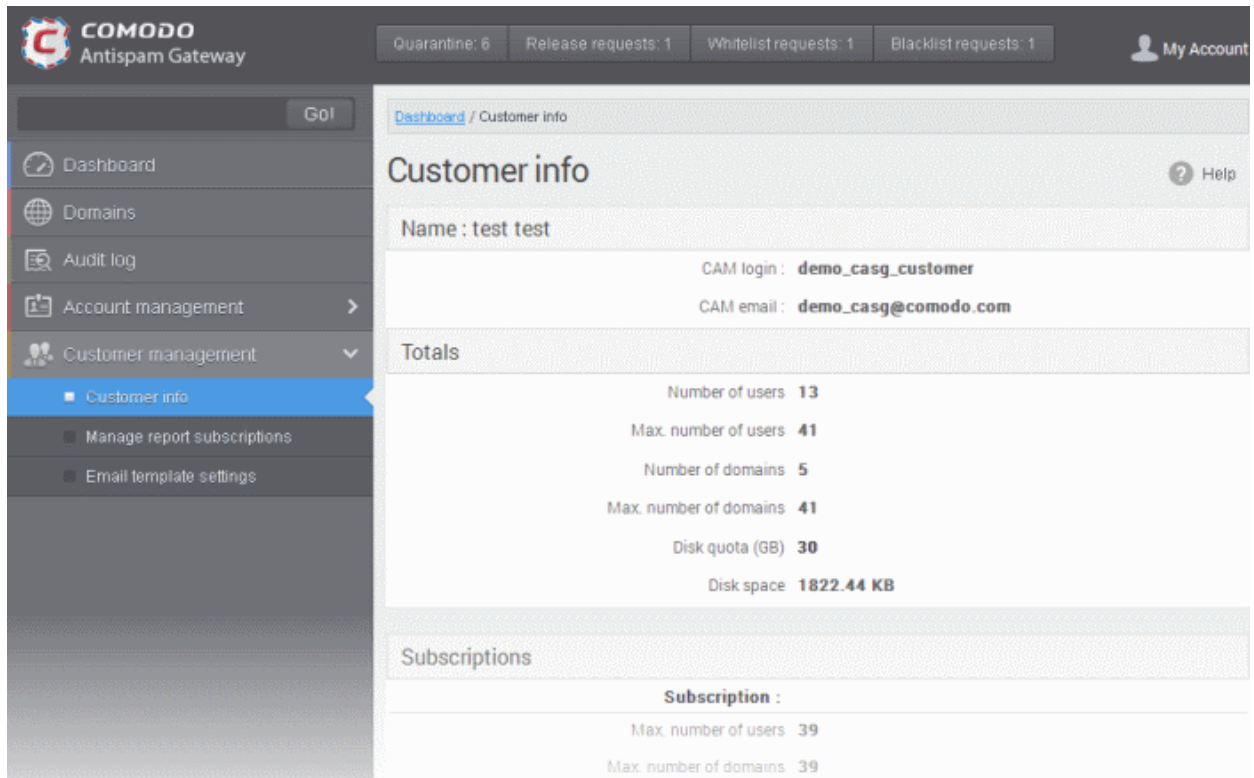 COMODO
Antispam Gateway
Quarantine: 6 Release requests: 1 Whitelist requests: 1 Blacklist requests: 1 My Account
Go!
Dashboard
Domains
Audit log
Account management
Customer management
Customer info
Manage report subscriptions
Email template settings
Dashboard / Customer info
Customer info
Help
Name : test test
CAM login : demo_casg_customer
CAM email : demo_casg@comodo.com
Totals
Number of users 13
Max. number of users 41
Number of domains 5
Max. number of domains 41
Disk quota (GB) 30
Disk space 1822.44 KB
Subscriptions
Subscription :
Max. number of users 39
Max. number of domains 39